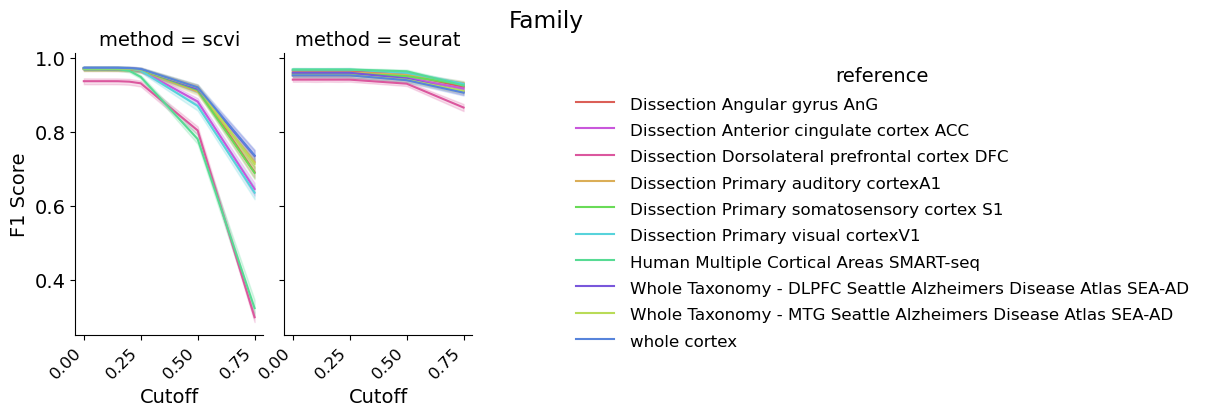 Family
method = scvi
method = seurat
F1 Score
1.0
0.8
0.6
0.4
0.00
0.25
0.50
0.75
Cutoff
0.00
0.25
0.50
0.75
Cutoff
reference
Dissection Angular gyrus AnG
Dissection Anterior cingulate cortex ACC
Dissection Dorsolateral prefrontal cortex DFC
Dissection Primary auditory cortexA1
Dissection Primary somatosensory cortex S1
Dissection Primary visual cortexV1
Human Multiple Cortical Areas SMART-seq
Whole Taxonomy - DLPFC Seattle Alzheimers Disease Atlas SEA-AD
Whole Taxonomy - MTG Seattle Alzheimers Disease Atlas SEA-AD
whole cortex